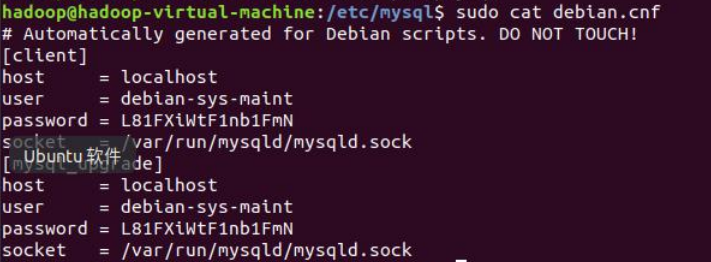 hadoop@hadoop-virtual-machine:/etc/mysql$ sudo cat debian.cnf
# Automatically generated for Debian scripts. DO NOT TOUCH!
[client]
host     = localhost
user     = debian-sys-maint
password = L81FXiWtF1nb1FmN
socket   = /var/run/mysqld/mysqld.sock
Ubuntu 软件
[mysql_upgrade]
host     = localhost
user     = debian-sys-maint
password = L81FXiWtF1nb1FmN
socket   = /var/run/mysqld/mysqld.sock